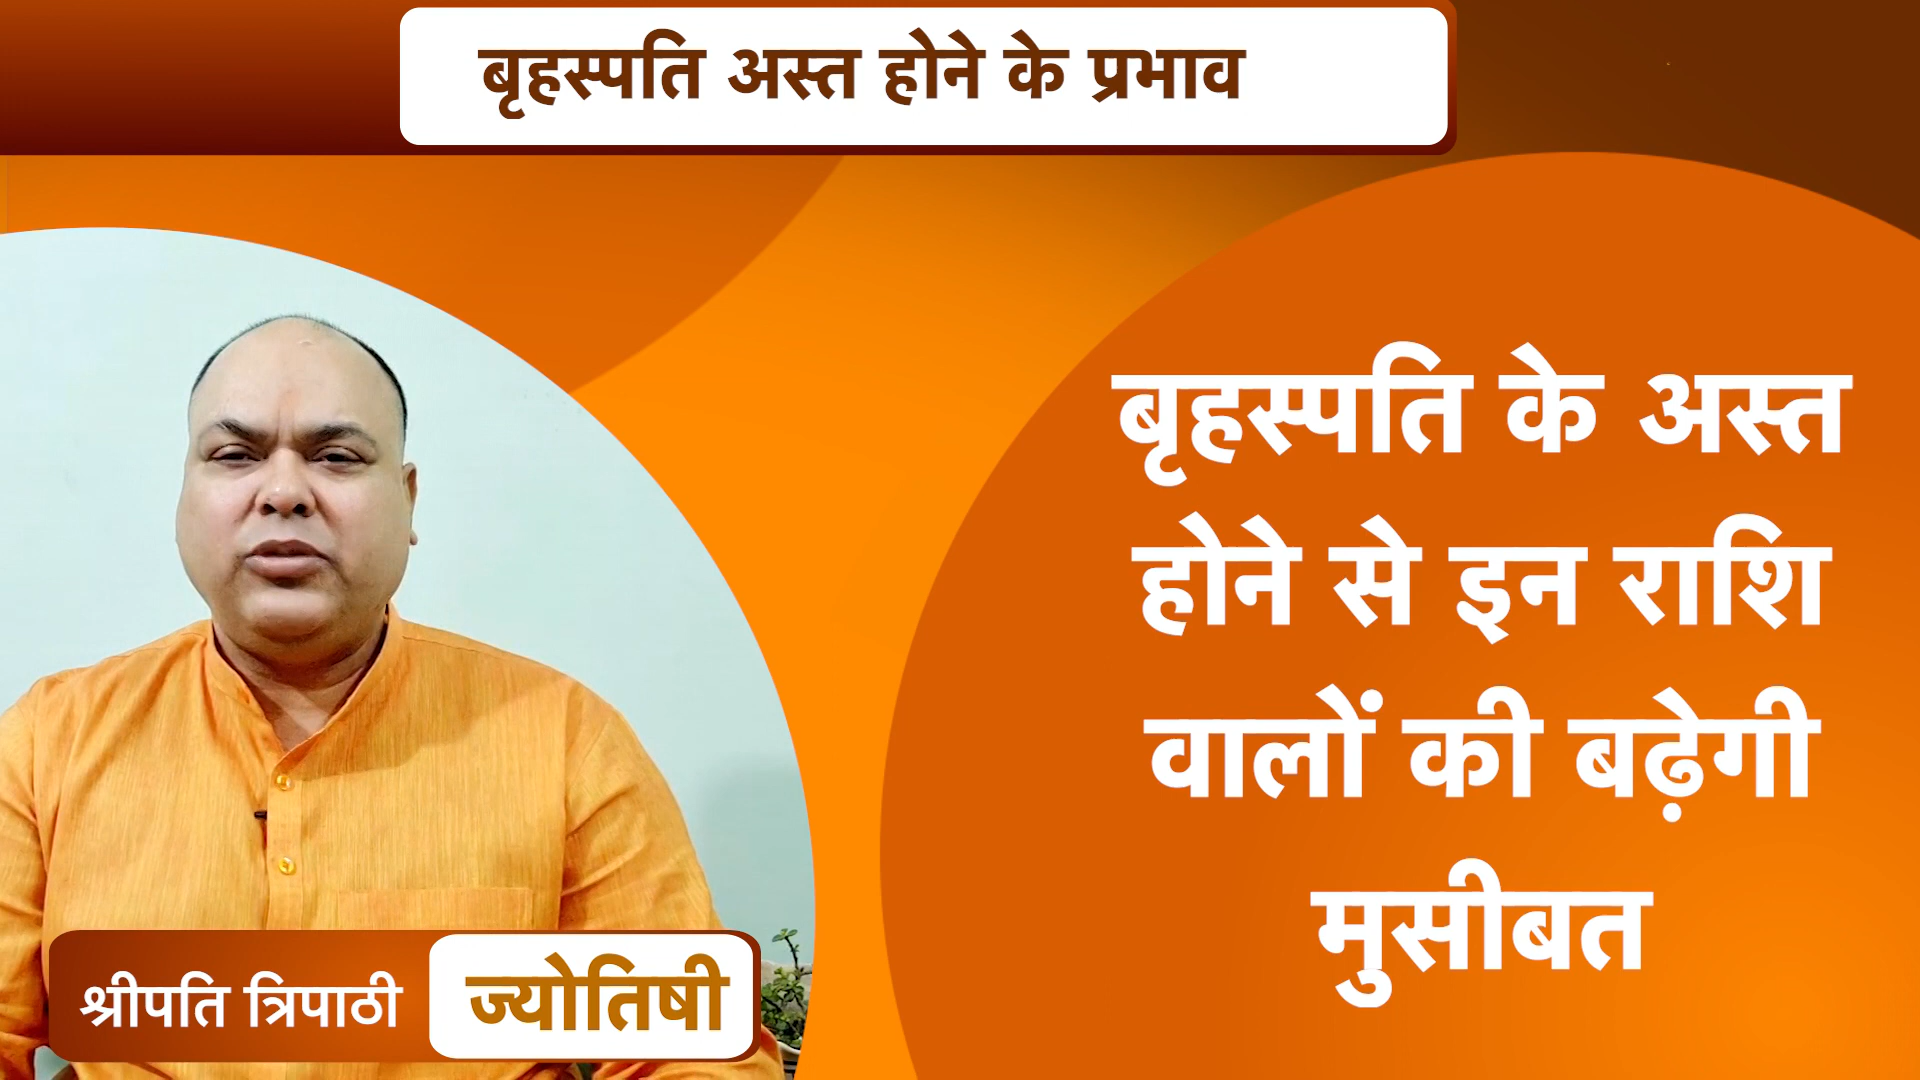 बृहस्पति अस्त होने के प्रभाव
बृहस्पति के अस्त
होने से इन राशि
वालों की बढ़ेगी
मुसीबत
श्रीपति त्रिपाठी ज्योतिषी